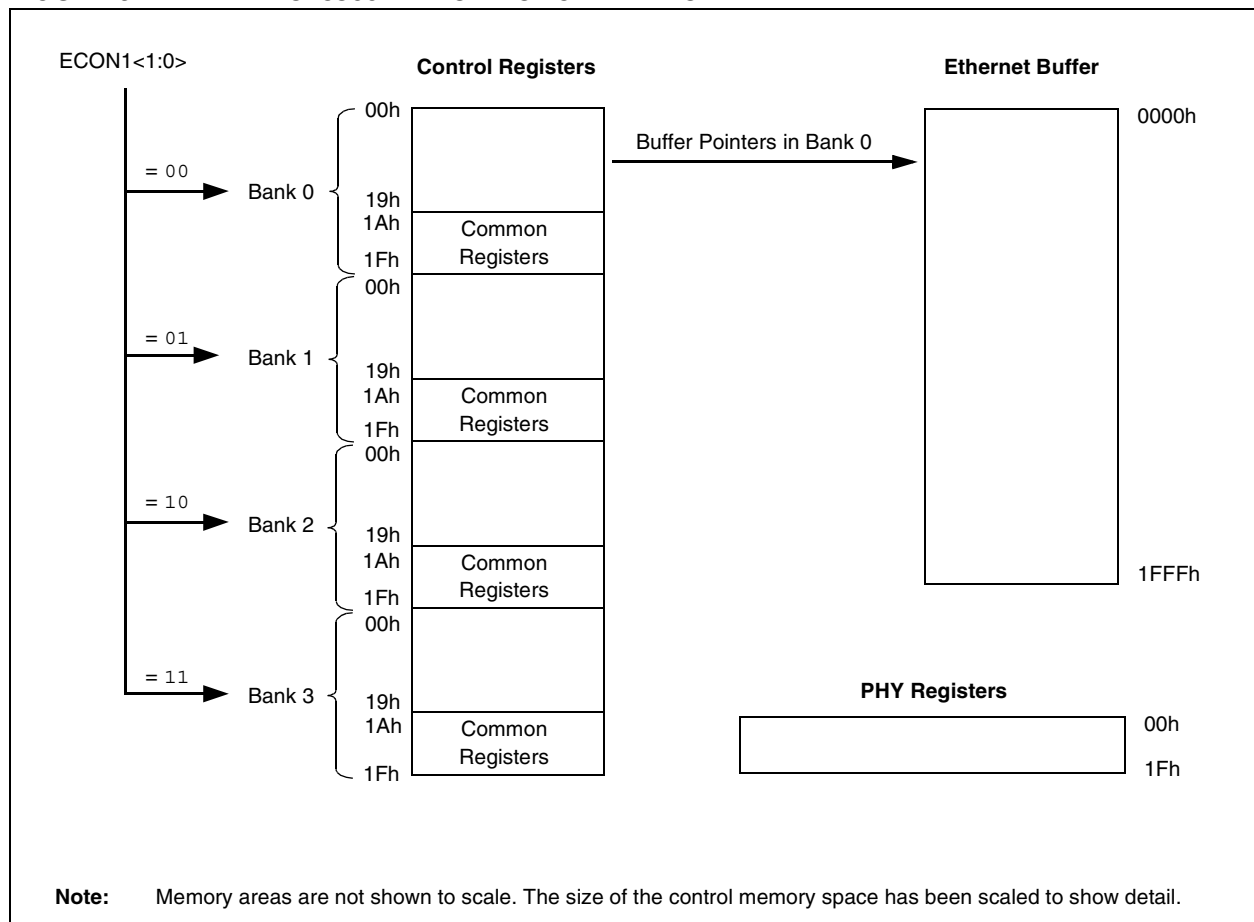 ECON1<1:0>
Control Registers
Ethernet Buffer
00h
0000h
Buffer Pointers in Bank 0
= 00
Bank 0
19h
1Ah
Common
Registers
1Fh
00h
= 01
Bank 1
19h
1Ah
Common
Registers
1Fh
00h
= 10
Bank 2
19h
1Ah
Common
Registers
1Fh
1FFFh
00h
= 11
Bank 3
19h
1Ah
Common
Registers
1Fh
PHY Registers
00h
1Fh
Note: Memory areas are not shown to scale. The size of the control memory space has been scaled to show detail.